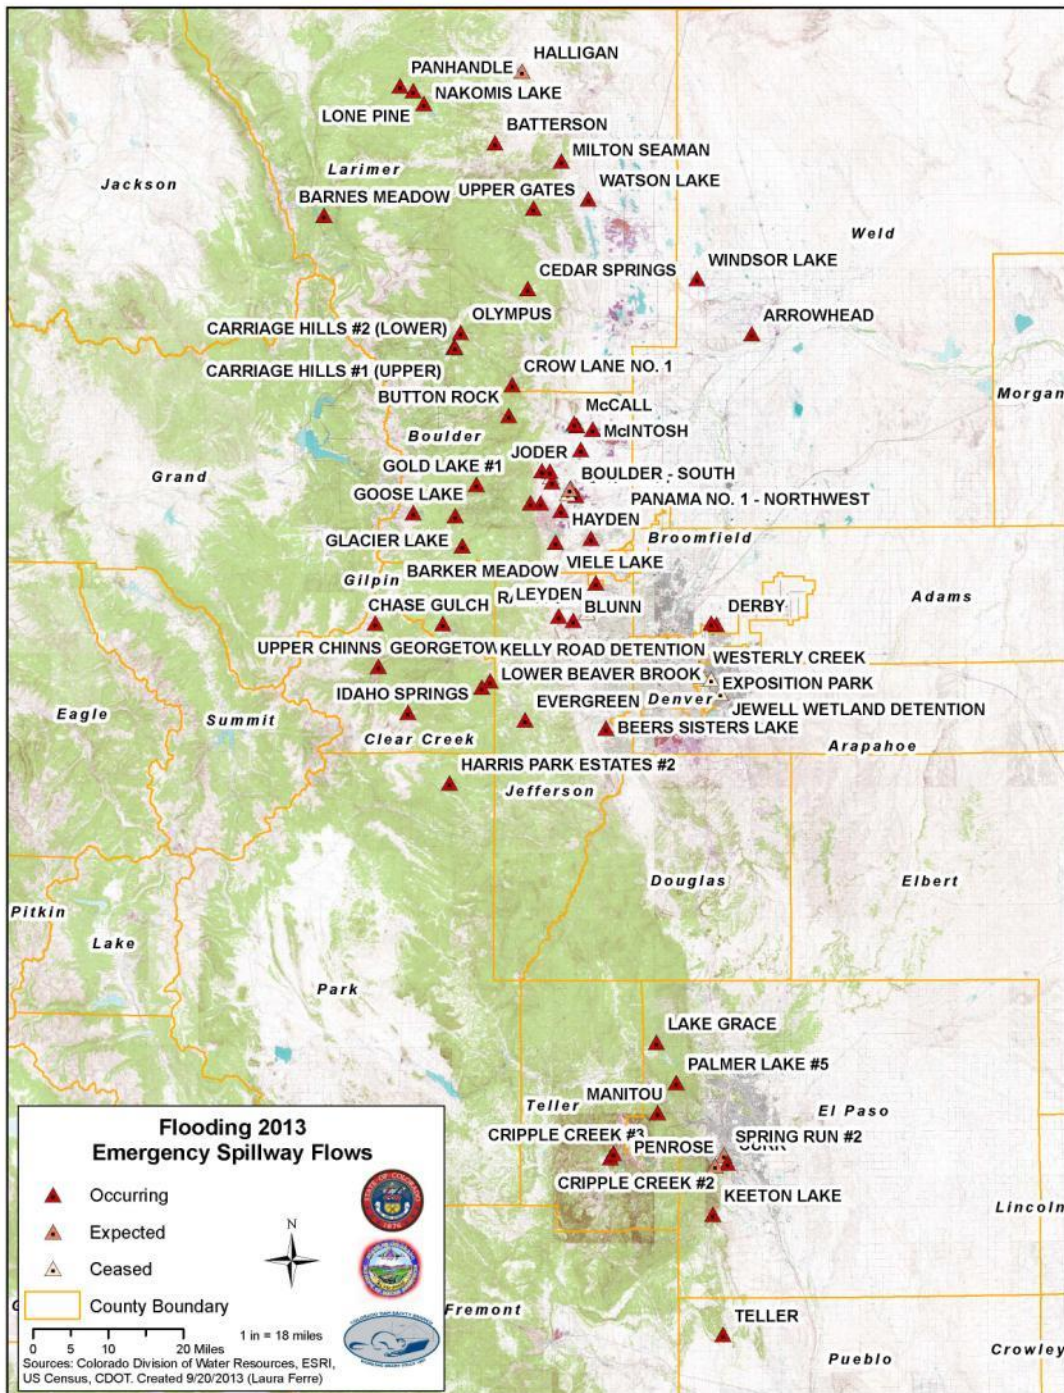 HALLIGAN
PANHANDLE
NAKOMIS LAKE
LONE PINE
BATTERSON
MILTON SEAMAN
Larimer
Jackson
UPPER GATES
WATSON LAKE
BARNES MEADOW
Weld
CEDAR SPRINGS
WINDSOR LAKE
OLYMPUS
ARROWHEAD
CARRIAGE HILLS #2 (LOWER)
CARRIAGE HILLS #1 (UPPER)
CROW LANE NO. 1
BUTTON ROCK
Morgan
McCALL
McINTOSH
Boulder
JODER
GOLD LAKE #1
BOULDER - SOUTH
Grand
GOOSE LAKE
PANAMA NO. 1 - NORTHWEST
HAYDEN
GLACIER LAKE
Broomfield
VIELE LAKE
BARKER MEADOW
Gilpin
LEYDEN
Adams
CHASE GULCH
BLUNN
DERBY
UPPER CHINNS
GEORGETOW
KELLY ROAD DETENTION
WESTERLY CREEK
LOWER BEAVER BROOK
EXPOSITION PARK
IDAHO SPRINGS
EVERGREEN
Denver
JEWELL WETLAND DETENTION
Eagle
Summit
BEERS SISTERS LAKE
Clear Creek
Arapahoe
HARRIS PARK ESTATES #2
Jefferson
Douglas
Elbert
Pitkin
Lake
Park
LAKE GRACE
PALMER LAKE #5
MANITOU
Teller
El Paso
CRIPPLE CREEK #3
PENROSE
SPRING RUN #2
CRIPPLE CREEK #2
KEETON LAKE
Lincoln
Fremont
TELLER
Pueblo
Crowley
Flooding 2013
Emergency Spillway Flows
Occurring
Expected
Ceased
County Boundary
N
0 5 10 20 Miles
1 in = 18 miles
Sources: Colorado Division of Water Resources, ESRI,
US Census, CDOT. Created 9/20/2013 (Laura Ferre)